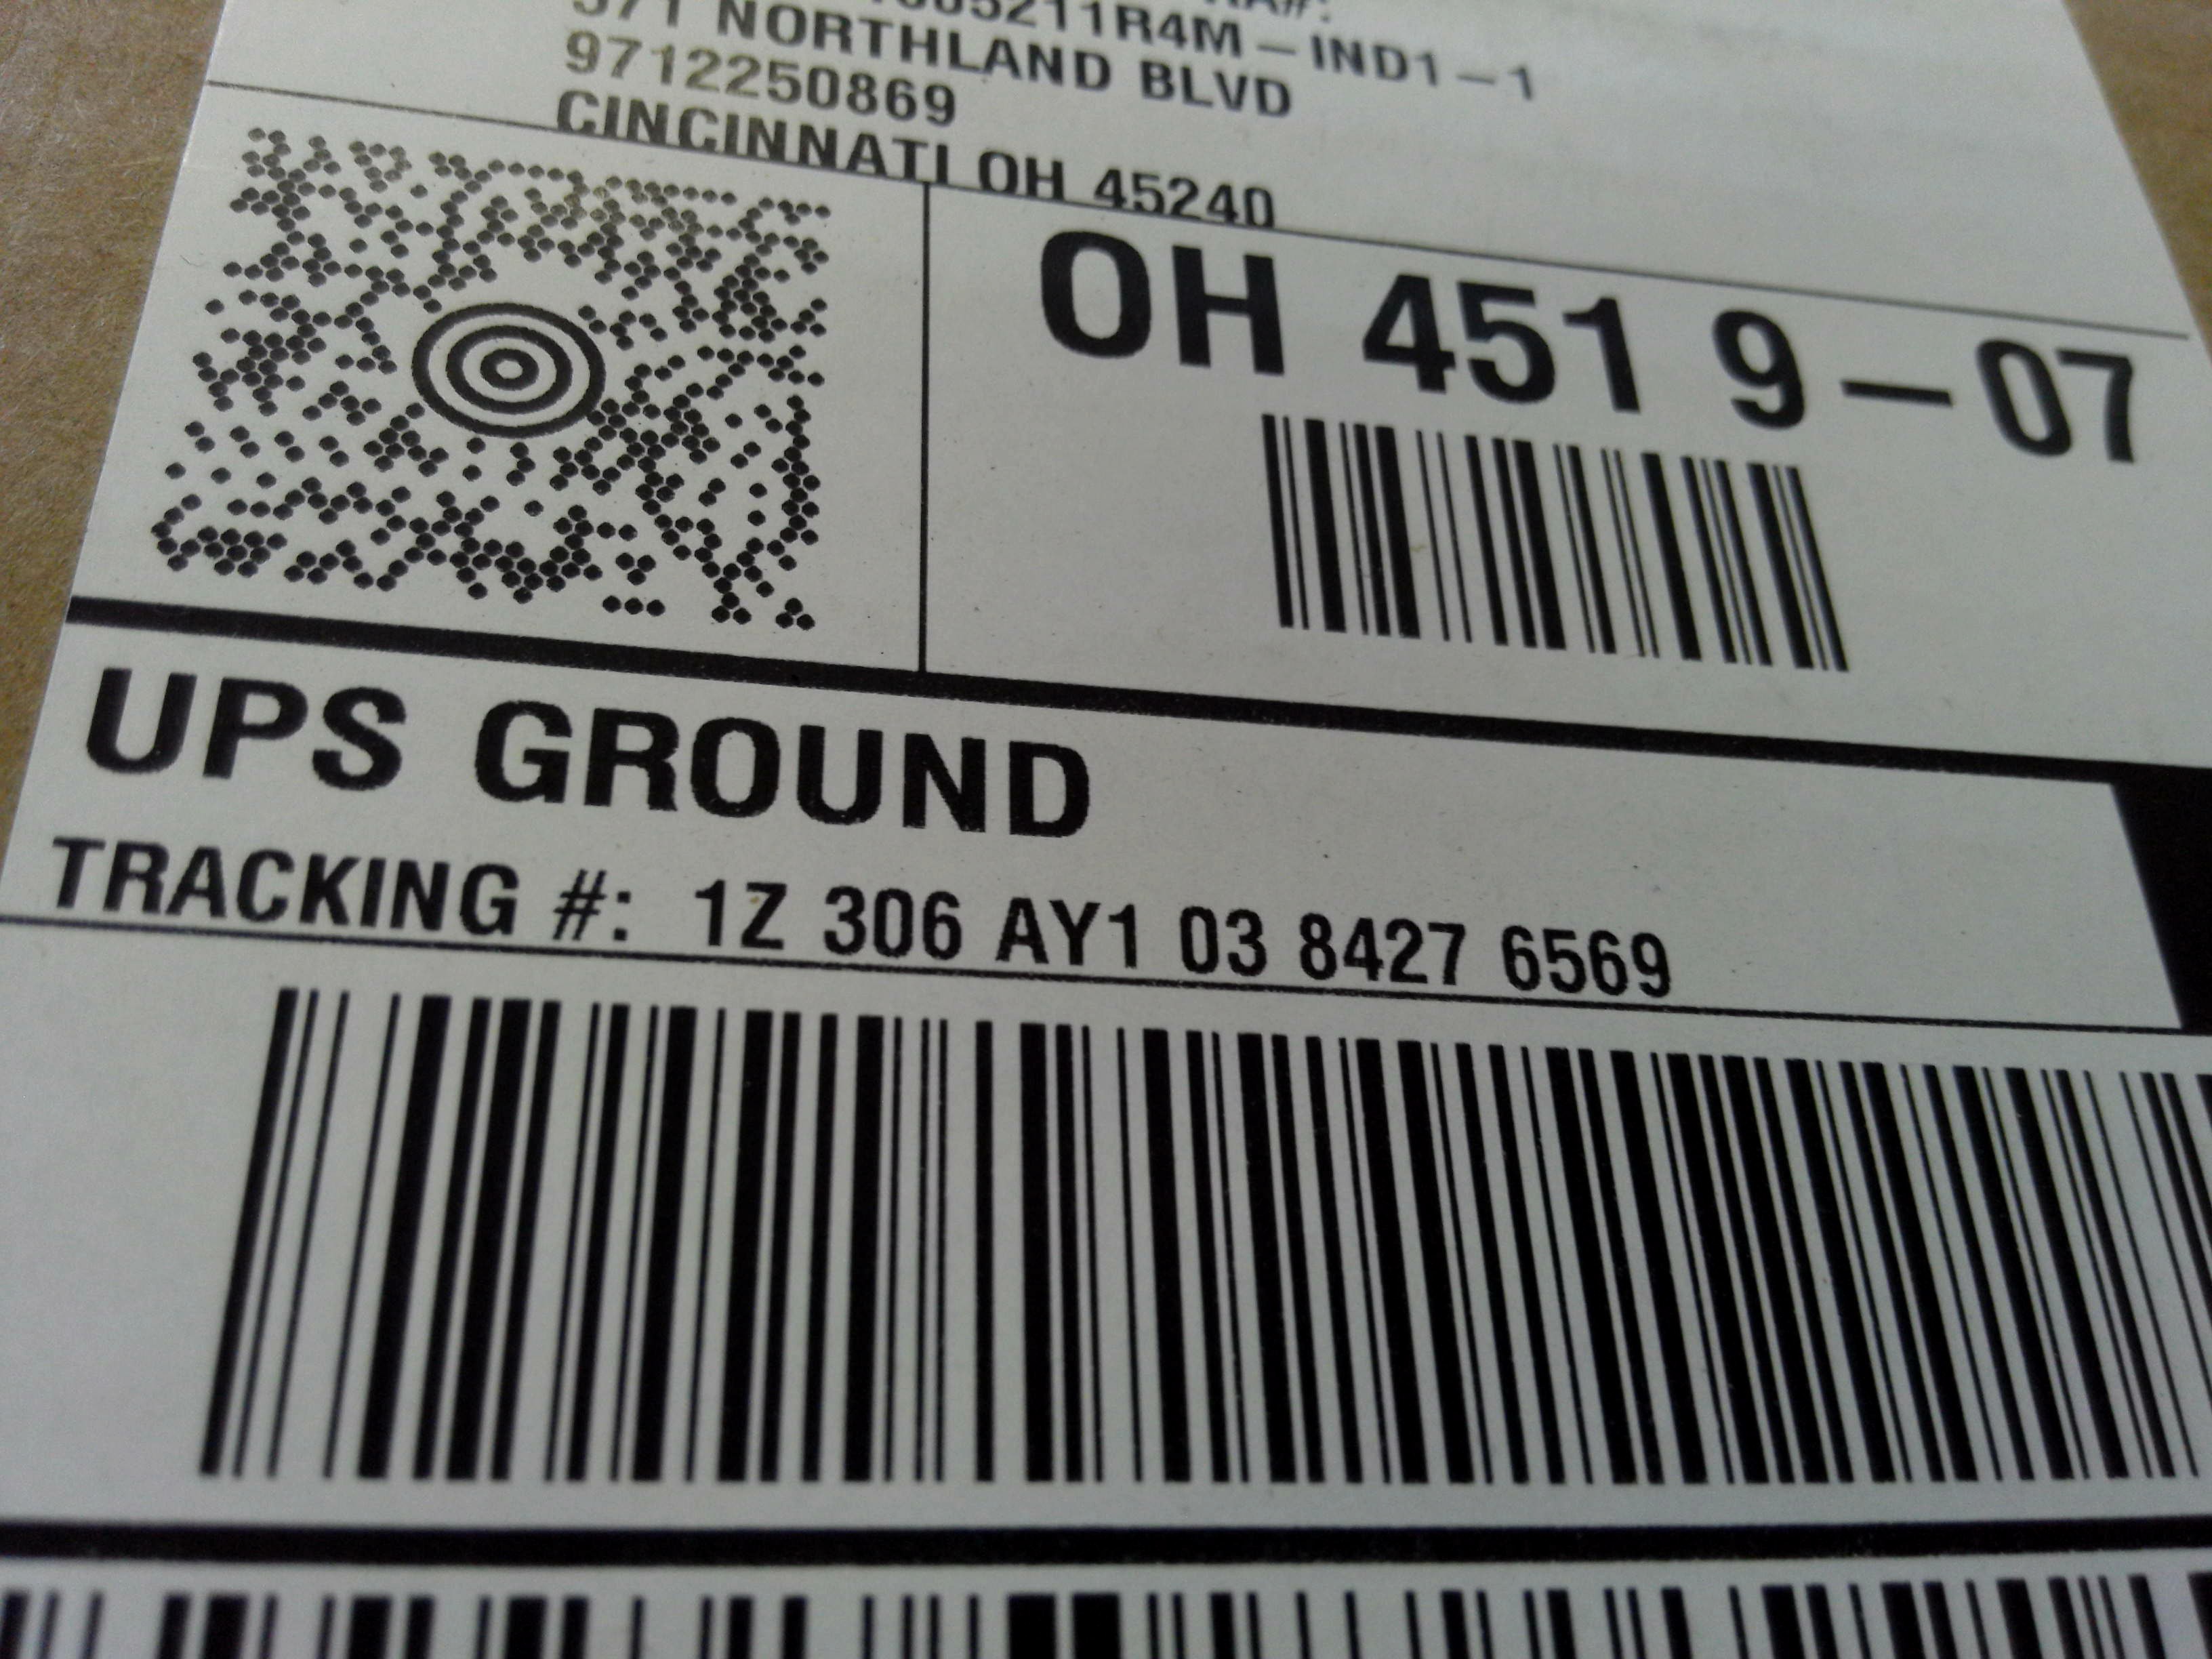 571 NORTHLAND BLVD
9712250869
CINCINNATI OH 45240
OH 451 9-07
UPS GROUND
TRACKING #: 1Z 306 AY1 03 8427 6569